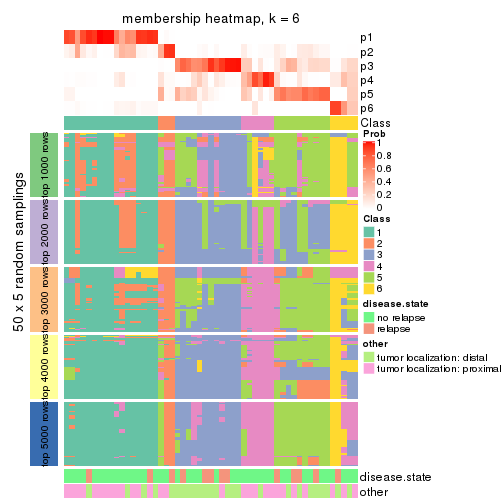 membership heatmap, k = 6
p1
p2
p3
p4
p5
p6
Class
50 x 5 random samplings
top 1000 rows
top 2000 rows
top 3000 rows
top 4000 rows
top 5000 rows
Prob
1
0.8
0.6
0.4
0.2
0
Class
1
2
3
4
5
6
disease.state
no relapse
relapse
other
tumor localization: distal
tumor localization: proximal
disease.state
other